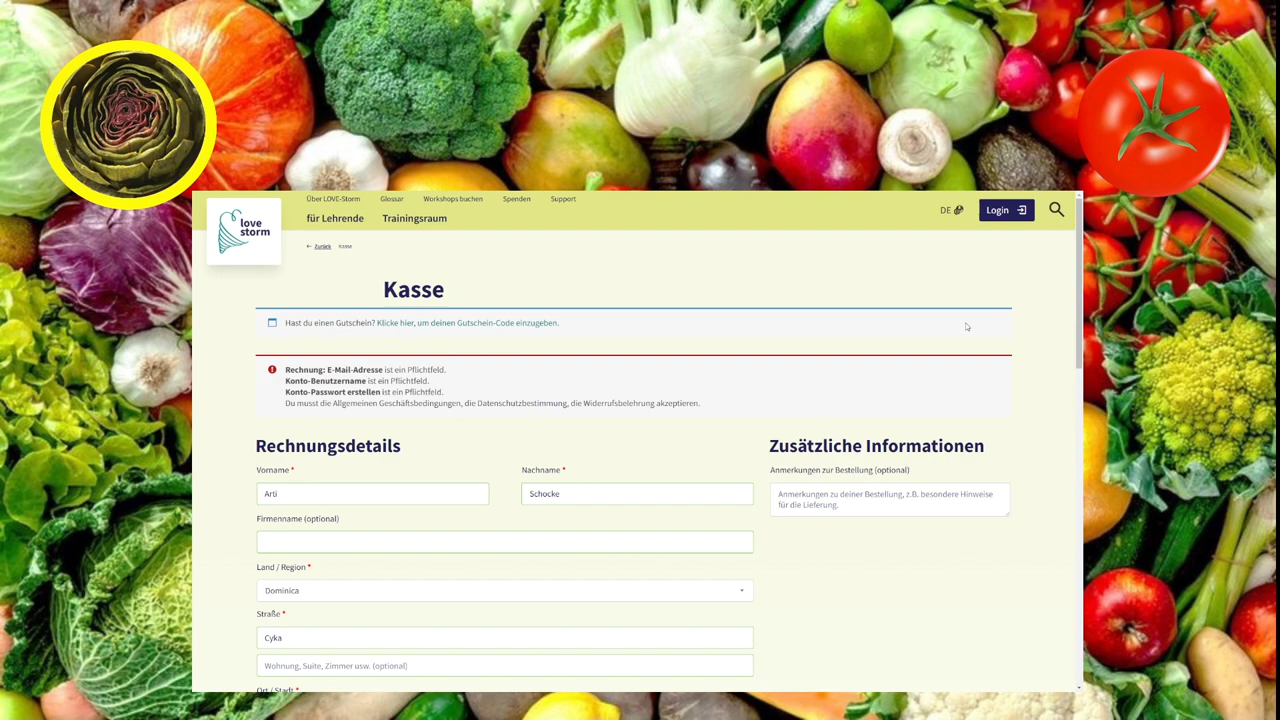 Über LOVE-Storm Glossar Workshops buchen Spenden Support
für Lehrende Trainingsraum
DE Login
love
storm
← Zurück Kasse
Kasse
Hast du einen Gutschein? Klicke hier, um deinen Gutschein-Code einzugeben.
Rechnung: E-Mail-Adresse ist ein Pflichtfeld.
Konto-Benutzername ist ein Pflichtfeld.
Konto-Passwort erstellen ist ein Pflichtfeld.
Du musst die Allgemeinen Geschäftsbedingungen, die Datenschutzbestimmung, die Widerrufsbelehrung akzeptieren.
Rechnungsdetails
Zusätzliche Informationen
Vorname *
Nachname *
Anmerkungen zur Bestellung (optional)
Arti
Schocke
Anmerkungen zu deiner Bestellung, z.B. besondere Hinweise
für die Lieferung.
Firmenname (optional)
Land / Region *
Dominica
Straße *
Cyka
Wohnung, Suite, Zimmer usw. (optional)
Ort / Stadt *